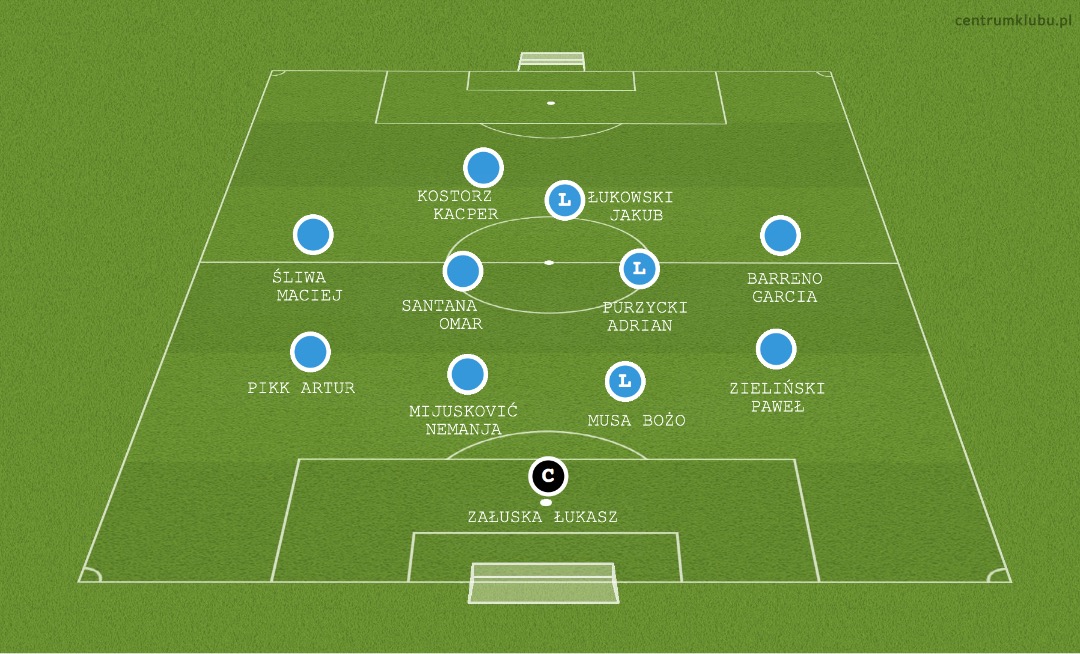 centrumklubu.pl
KOSTORZ
KACPER
L
ŁUKOWSKI
JAKUB
ŚLIWA
MACIEJ
SANTANA
OMAR
L
PURZYCKI
ADRIAN
BARRENO
GARCIA
PIKK ARTUR
MIJUSKOVIĆ
NEMANJA
L
MUSA BOŻO
ZIELIŃSKI
PAWEŁ
C
ZAŁUSKA ŁUKASZ